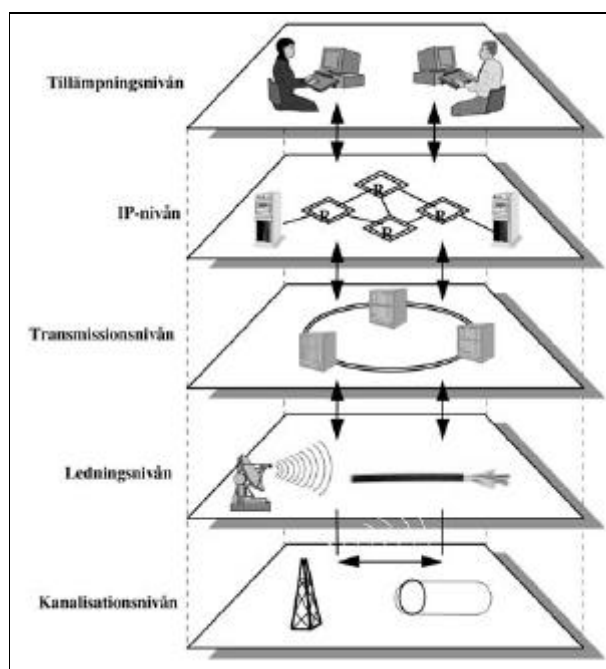 Tillämpningsnivån
IP-nivån
R
R
R
R
Transmissionsnivån
Ledningsnivån
Kanalisationsnivån